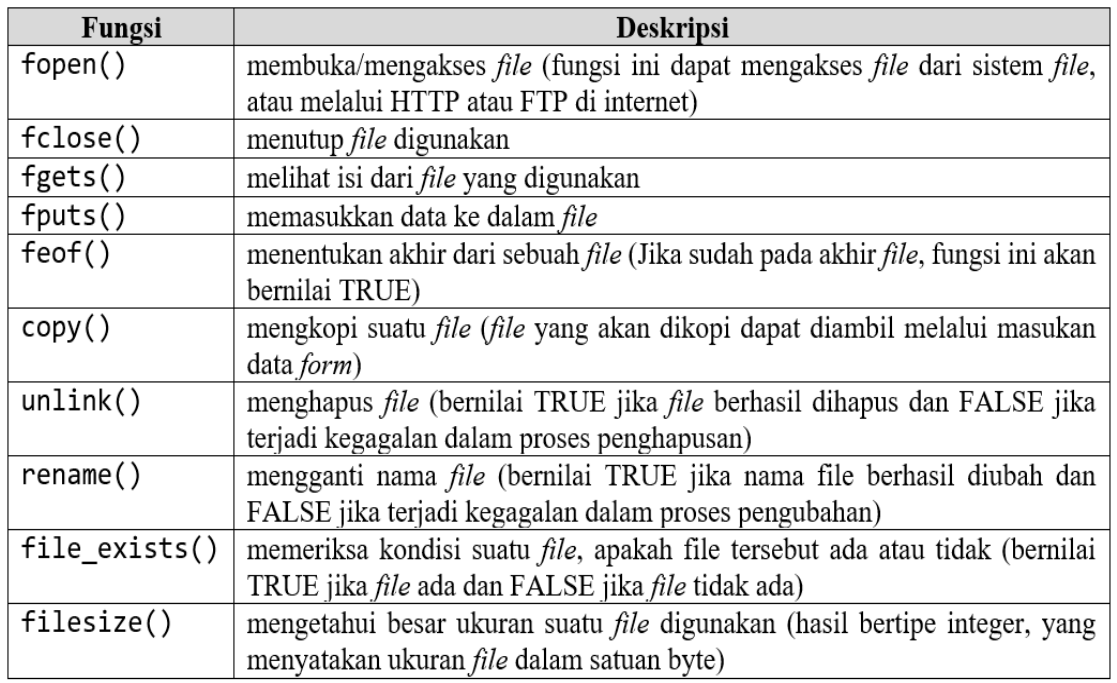 Fungsi Deskripsi
fopen() membuka/mengakses file (fungsi ini dapat mengakses file dari sistem file,
atau melalui HTTP atau FTP di internet)
fclose() menutup file digunakan
fgets() melihat isi dari file yang digunakan
fputs() memasukkan data ke dalam file
feof() menentukan akhir dari sebuah file (Jika sudah pada akhir file, fungsi ini akan
bernilai TRUE)
copy() mengkopi suatu file (file yang akan dikopi dapat diambil melalui masukan
data form)
unlink() menghapus file (bernilai TRUE jika file berhasil dihapus dan FALSE jika
terjadi kegagalan dalam proses penghapusan)
rename() mengganti nama file (bernilai TRUE jika nama file berhasil diubah dan
FALSE jika terjadi kegagalan dalam proses pengubahan)
file_exists() memeriksa kondisi suatu file, apakah file tersebut ada atau tidak (bernilai
TRUE jika file ada dan FALSE jika file tidak ada)
filesize() mengetahui besar ukuran suatu file digunakan (hasil bertipe integer, yang
menyatakan ukuran file dalam satuan byte)